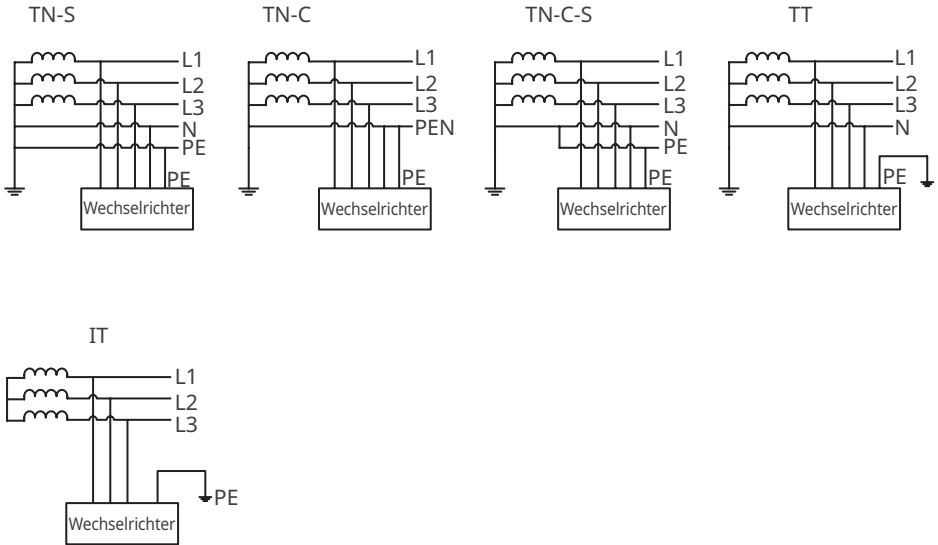 TN-S
L1
L2
L3
N
PE
PE
Wechselrichter
TN-C
L1
L2
L3
PEN
PE
Wechselrichter
TN-C-S
L1
L2
L3
N
PE
PE
Wechselrichter
TT
L1
L2
L3
N
PE
Wechselrichter
IT
L1
L2
L3
PE
Wechselrichter